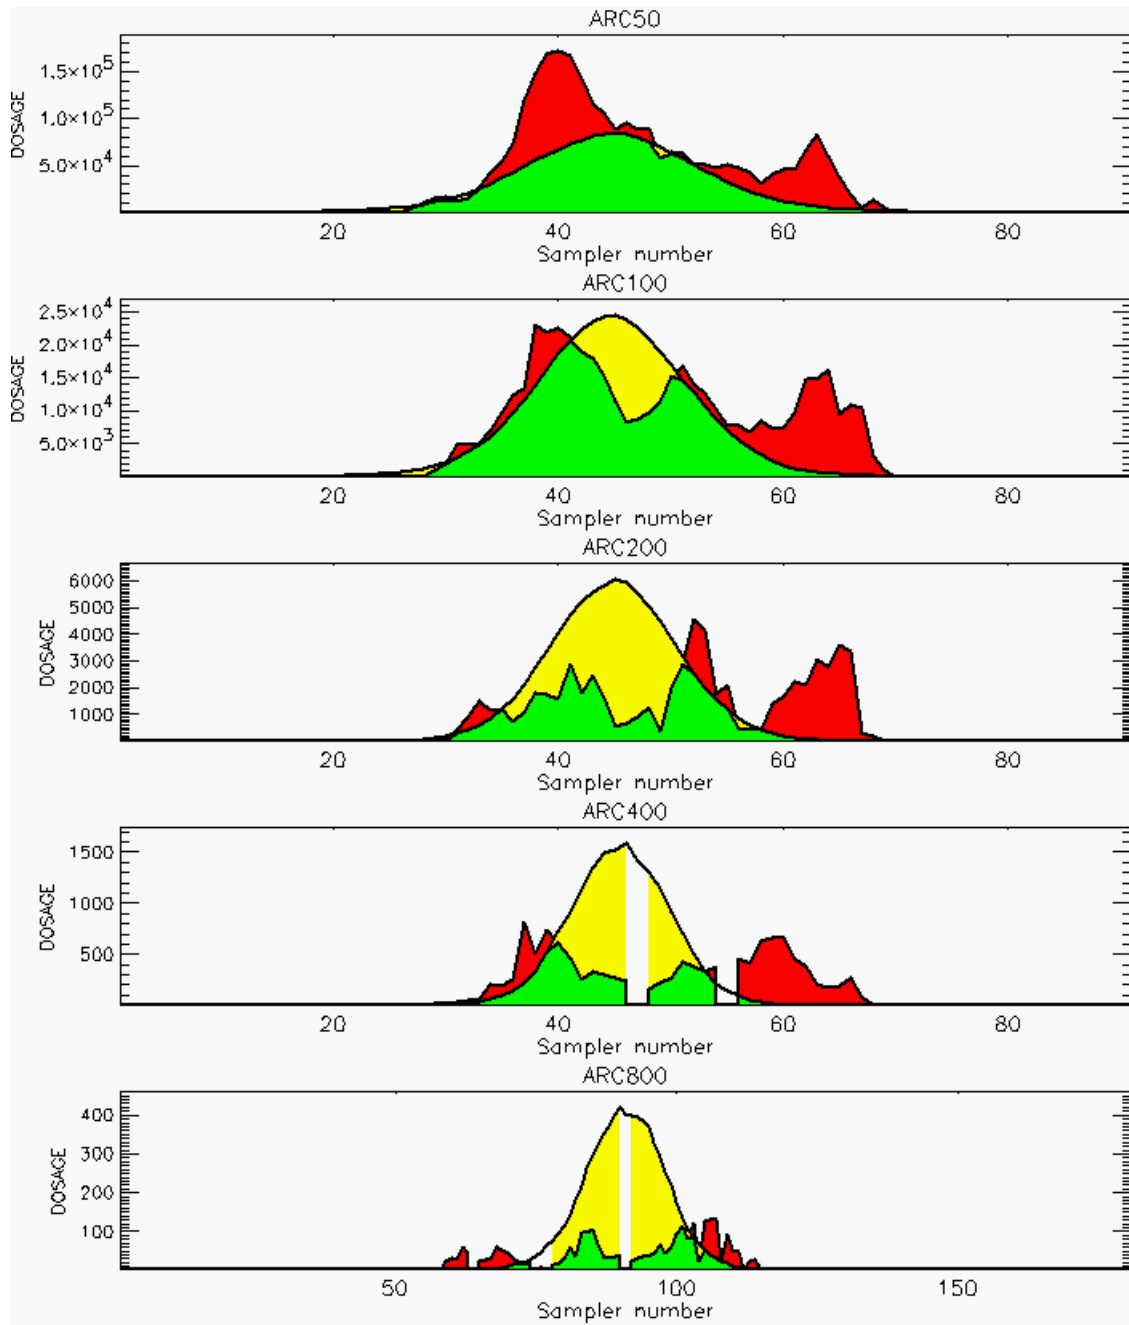 ARC50
1.5×10⁵
1.0×10⁵
5.0×10⁴
DOSAGE
20 40 60 80
Sampler number
ARC100
2.5×10⁴
2.0×10⁴
1.5×10⁴
1.0×10⁴
5.0×10³
DOSAGE
20 40 60 80
Sampler number
ARC200
6000
5000
4000
3000
2000
1000
DOSAGE
20 40 60 80
Sampler number
ARC400
1500
1000
500
DOSAGE
20 40 60 80
Sampler number
ARC800
400
300
200
100
DOSAGE
50 100 150
Sampler number